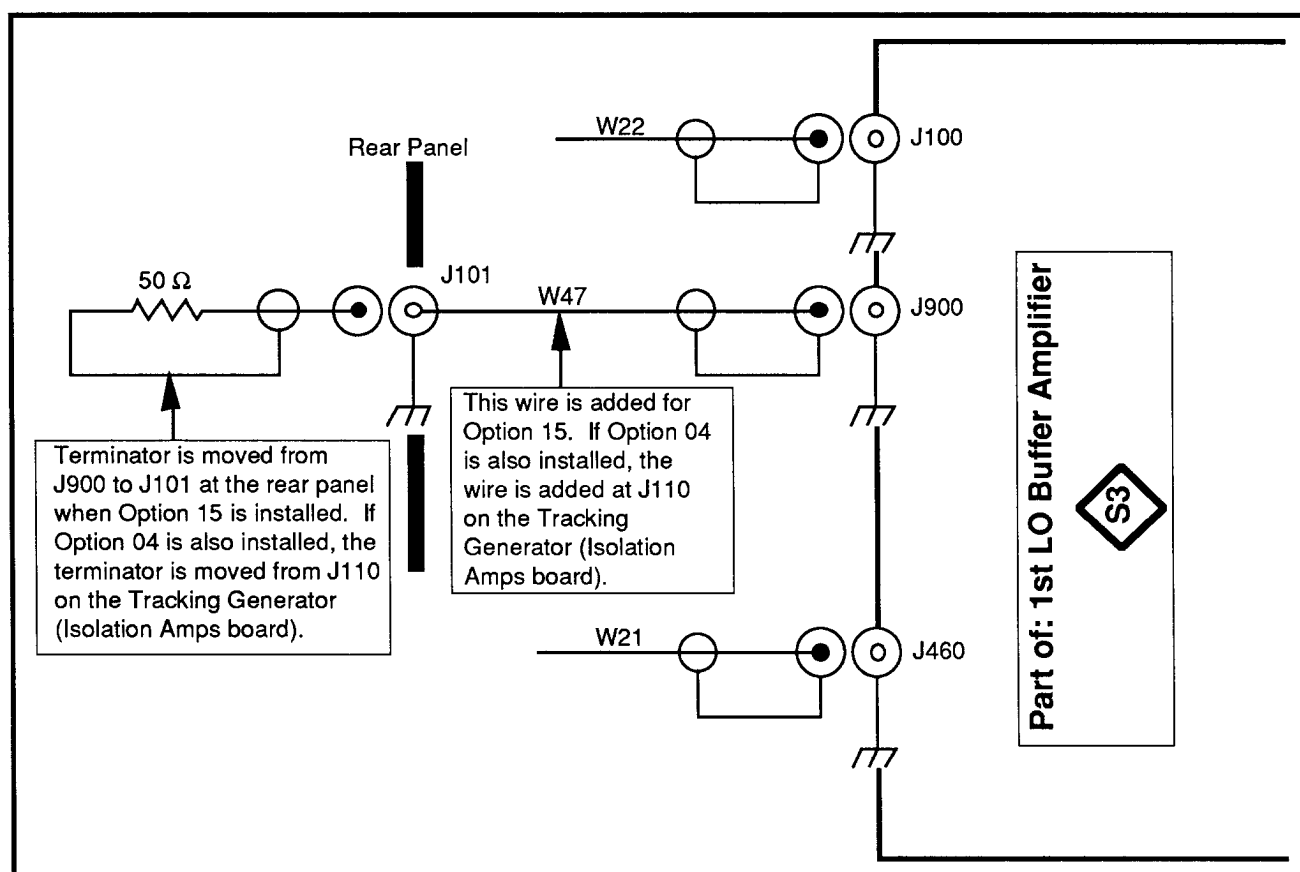 W22
J100
Rear Panel
50 Ω
J101
W47
J900
Terminator is moved from
J900 to J101 at the rear panel
when Option 15 is installed. If
Option 04 is also installed, the
terminator is moved from J110
on the Tracking Generator
(Isolation Amps board).
This wire is added for
Option 15. If Option 04
is also installed, the
wire is added at J110
on the Tracking
Generator (Isolation
Amps board).
W21
J460
Part of: 1st LO Buffer Amplifier
S3